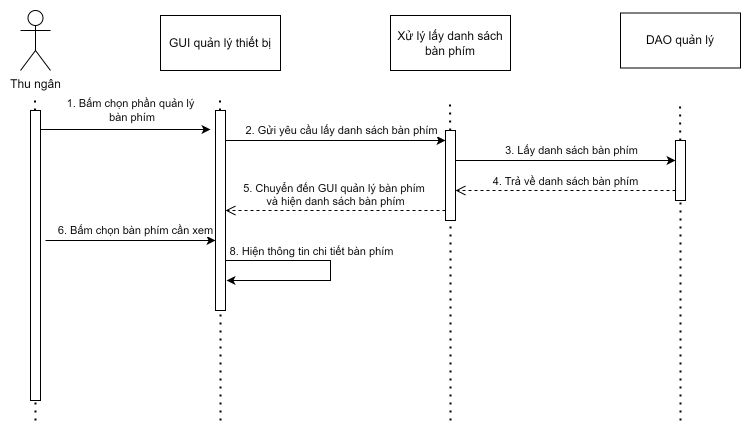 GUI quản lý thiết bị
Xử lý lấy danh sách
bàn phím
DAO quản lý
Thu ngân
1. Bấm chọn phần quản lý
bàn phím
2. Gửi yêu cầu lấy danh sách bàn phím
3. Lấy danh sách bàn phím
4. Trả về danh sách bàn phím
5. Chuyển đến GUI quản lý bàn phím
và hiện danh sách bàn phím
6. Bấm chọn bàn phím cần xem
8. Hiện thông tin chi tiết bàn phím